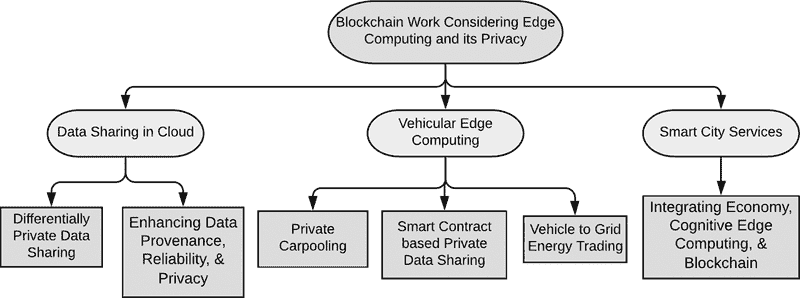 Blockchain Work Considering Edge
Computing and its Privacy
Data Sharing in Cloud
Vehicular Edge
Computing
Smart City Services
Differentially
Private Data
Sharing
Enhancing Data
Provenance,
Reliability, &
Privacy
Private
Carpooling
Smart Contract
based Private
Data Sharing
Vehicle to Grid
Energy Trading
Integrating Economy,
Cognitive Edge
Computing, &
Blockchain